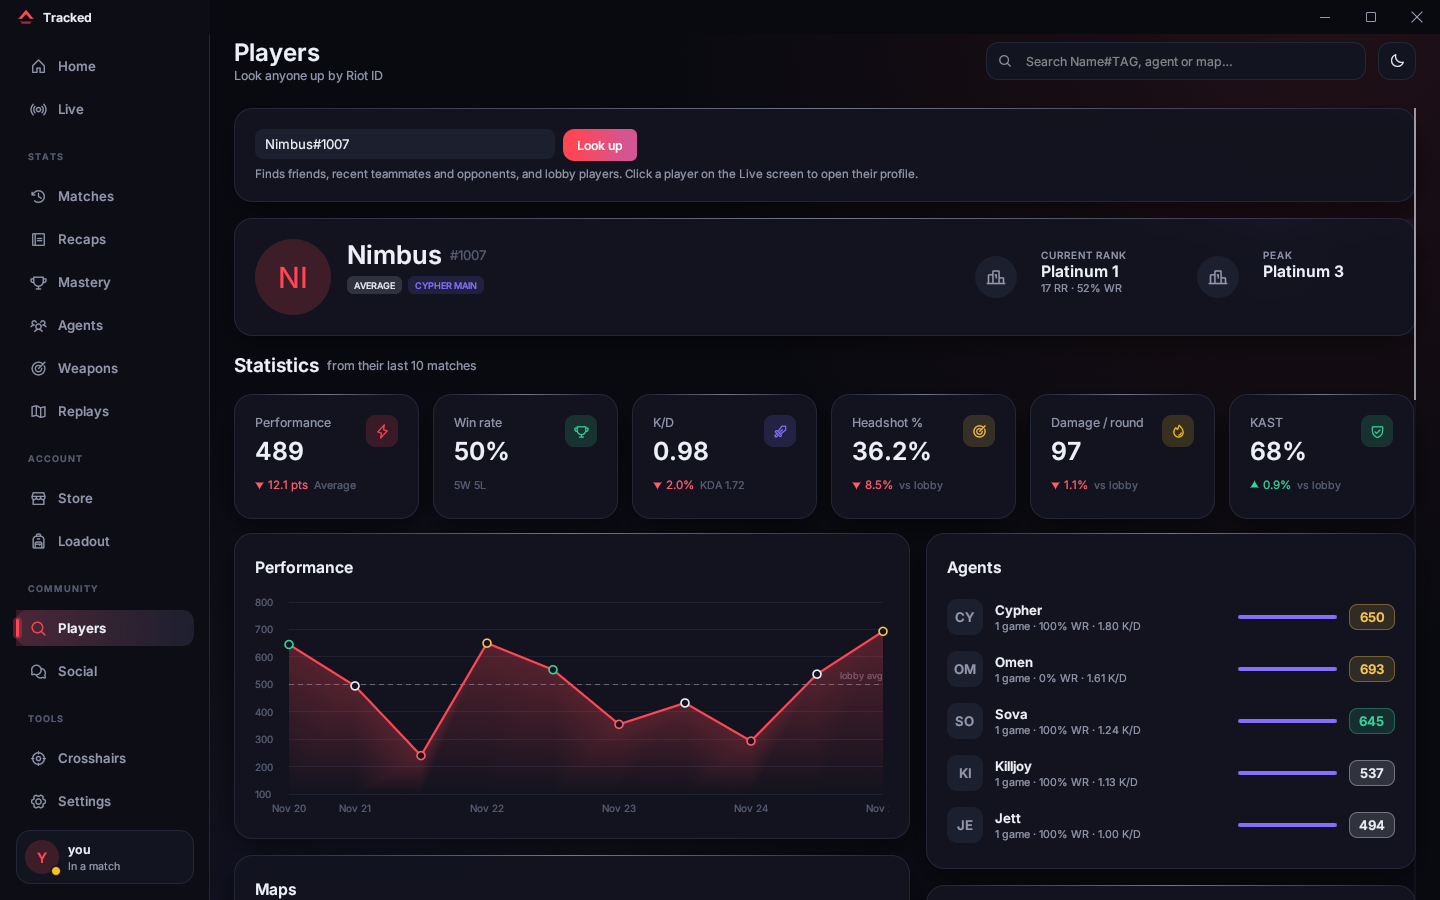 Tracked
Home
Live
STATS
Matches
Recaps
Mastery
Agents
Weapons
Replays
ACCOUNT
Store
Loadout
COMMUNITY
Players
Social
TOOLS
Crosshairs
Settings
Y
you
In a match
Players
Look anyone up by Riot ID
Search Name#TAG, agent or map...
Nimbus#1007
Look up
Finds friends, recent teammates and opponents, and lobby players. Click a player on the Live screen to open their profile.
NI
Nimbus #1007
AVERAGE
CYPHER MAIN
CURRENT RANK
Platinum 1
17 RR · 52% WR
PEAK
Platinum 3
Statistics from their last 10 matches
Performance
489
▼ 12.1 pts Average
Win rate
50%
5W 5L
K/D
0.98
▼ 2.0% KDA 1.72
Headshot %
36.2%
▼ 8.5% vs lobby
Damage / round
97
▼ 1.1% vs lobby
KAST
68%
▲ 0.9% vs lobby
Performance
800
700
600
500
400
300
200
100
lobby avg
Nov 20
Nov 21
Nov 22
Nov 23
Nov 24
Nov
Agents
CY
Cypher
1 game · 100% WR · 1.80 K/D
650
OM
Omen
1 game · 0% WR · 1.61 K/D
693
SO
Sova
1 game · 100% WR · 1.24 K/D
645
KI
Killjoy
1 game · 100% WR · 1.13 K/D
537
JE
Jett
1 game · 100% WR · 1.00 K/D
494
Maps